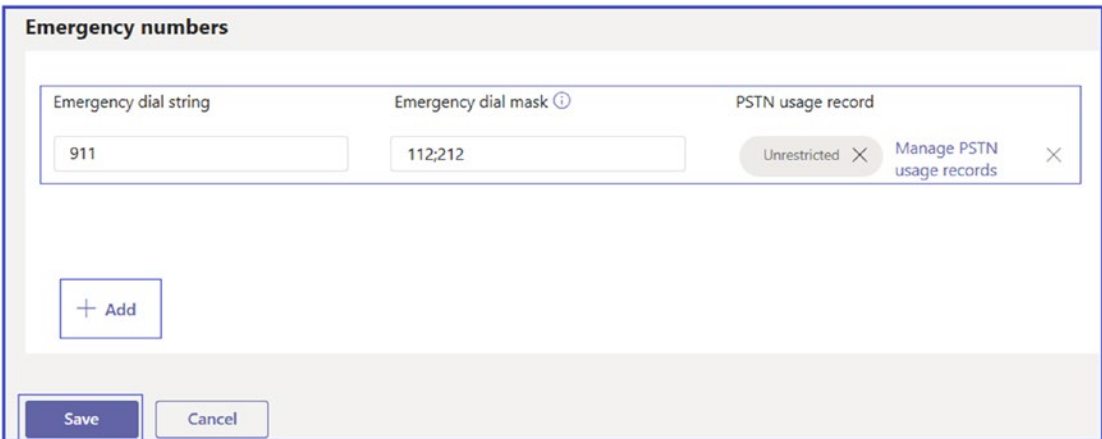 Emergency numbers
Emergency dial string
Emergency dial mask
PSTN usage record
911
112;212
Unrestricted
Manage PSTN
usage records
Add
Save
Cancel